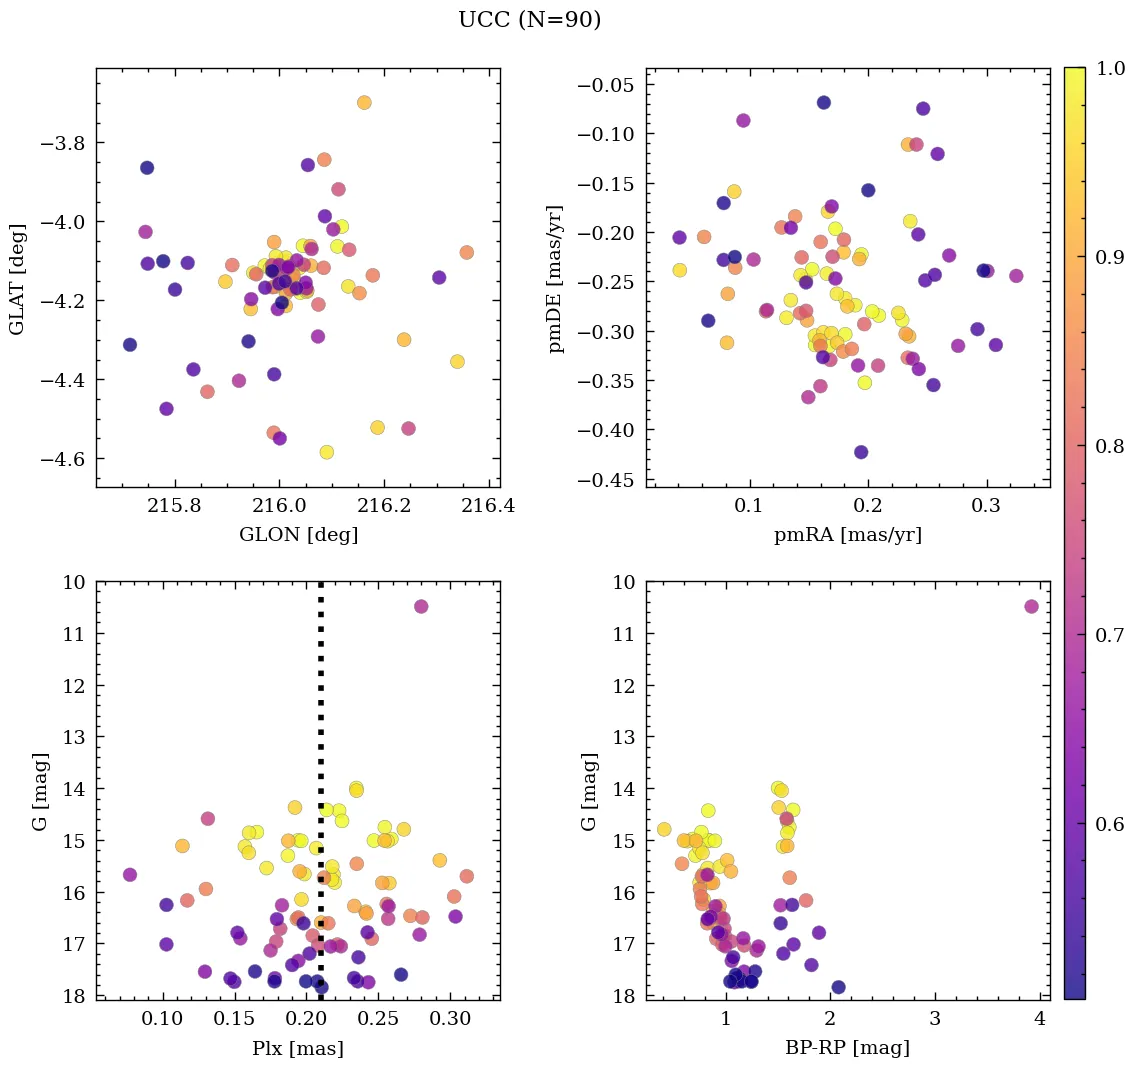 UCC (N=90)
−3.8
−4.0
−4.2
−4.4
−4.6
GLAT [deg]
215.8 216.0 216.2 216.4
GLON [deg]
−0.05
−0.10
−0.15
−0.20
−0.25
−0.30
−0.35
−0.40
−0.45
pmDE [mas/yr]
0.1 0.2 0.3
pmRA [mas/yr]
10
11
12
13
14
15
16
17
18
G [mag]
0.10 0.15 0.20 0.25 0.30
Plx [mas]
10
11
12
13
14
15
16
17
18
G [mag]
1 2 3 4
BP-RP [mag]
1.0
0.9
0.8
0.7
0.6